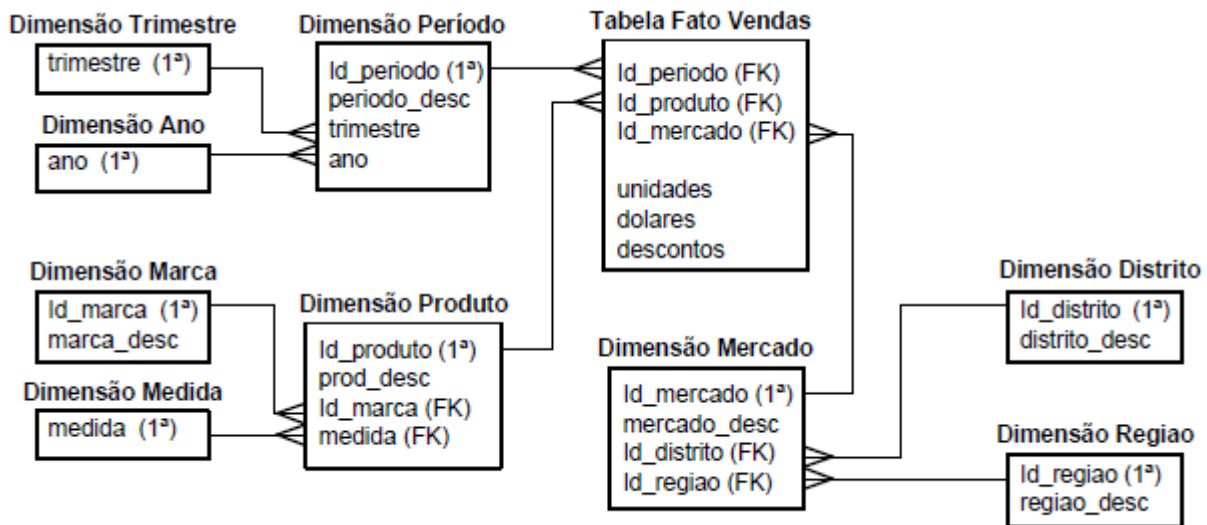 Dimensão Trimestre
trimestre (1ª)
Dimensão Ano
ano (1ª)
Dimensão Período
Id_periodo (1ª)
periodo_desc
trimestre
ano
Tabela Fato Vendas
Id_periodo (FK)
Id_produto (FK)
Id_mercado (FK)
unidades
dolares
descontos
Dimensão Marca
Id_marca (1ª)
marca_desc
Dimensão Medida
medida (1ª)
Dimensão Produto
Id_produto (1ª)
prod_desc
Id_marca (FK)
medida (FK)
Dimensão Mercado
Id_mercado (1ª)
mercado_desc
Id_distrito (FK)
Id_regiao (FK)
Dimensão Distrito
Id_distrito (1ª)
distrito_desc
Dimensão Regiao
Id_regiao (1ª)
regiao_desc